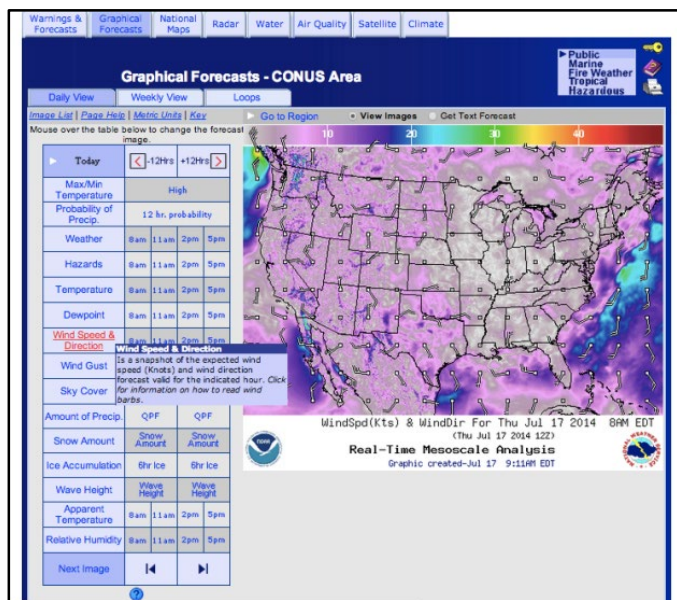 Warnings &
Forecasts
Graphical
Forecasts
National
Maps
Radar
Water
Air Quality
Satellite
Climate
Public
Marine
Fire Weather
Tropical
Hazardous
Graphical Forecasts - CONUS Area
Daily View
Weekly View
Loops
Image List | Page Help | Metric Units | Key
Go to Region
View Images
Get Text Forecast
Mouse over the table below to change the forecast
image.
10 20 30 40
Today
-12Hrs
+12Hrs
Max/Min
Temperature
High
Probability of
Precip.
12 hr. probability
Weather
8am 11am 2pm 5pm
Hazards
8am 11am 2pm 5pm
Temperature
8am 11am 2pm 5pm
Dewpoint
8am 11am 2pm 5pm
Wind Speed &
Direction
8am 11am 2pm 5pm
Wind Speed & Direction
Is a snapshot of the expected wind
speed (Knots) and wind direction
forecast valid for the indicated hour. Click
for information on how to read wind
barbs.
Wind Gust
Sky Cover
Amount of Precip.
QPF
QPF
Snow Amount
Snow
Amount
Snow
Amount
Ice Accumulation
6hr Ice
6hr Ice
Wave Height
Wave
Height
Wave
Height
Apparent
Temperature
8am 11am 2pm 5pm
Relative Humidity
8am 11am 2pm 5pm
Next Image
WindSpd(Kts) & WindDir For Thu Jul 17 2014 8AM EDT
(Thu Jul 17 2014 12Z)
Real-Time Mesoscale Analysis
Graphic created-Jul 17 9:11AM EDT
NOAA
?